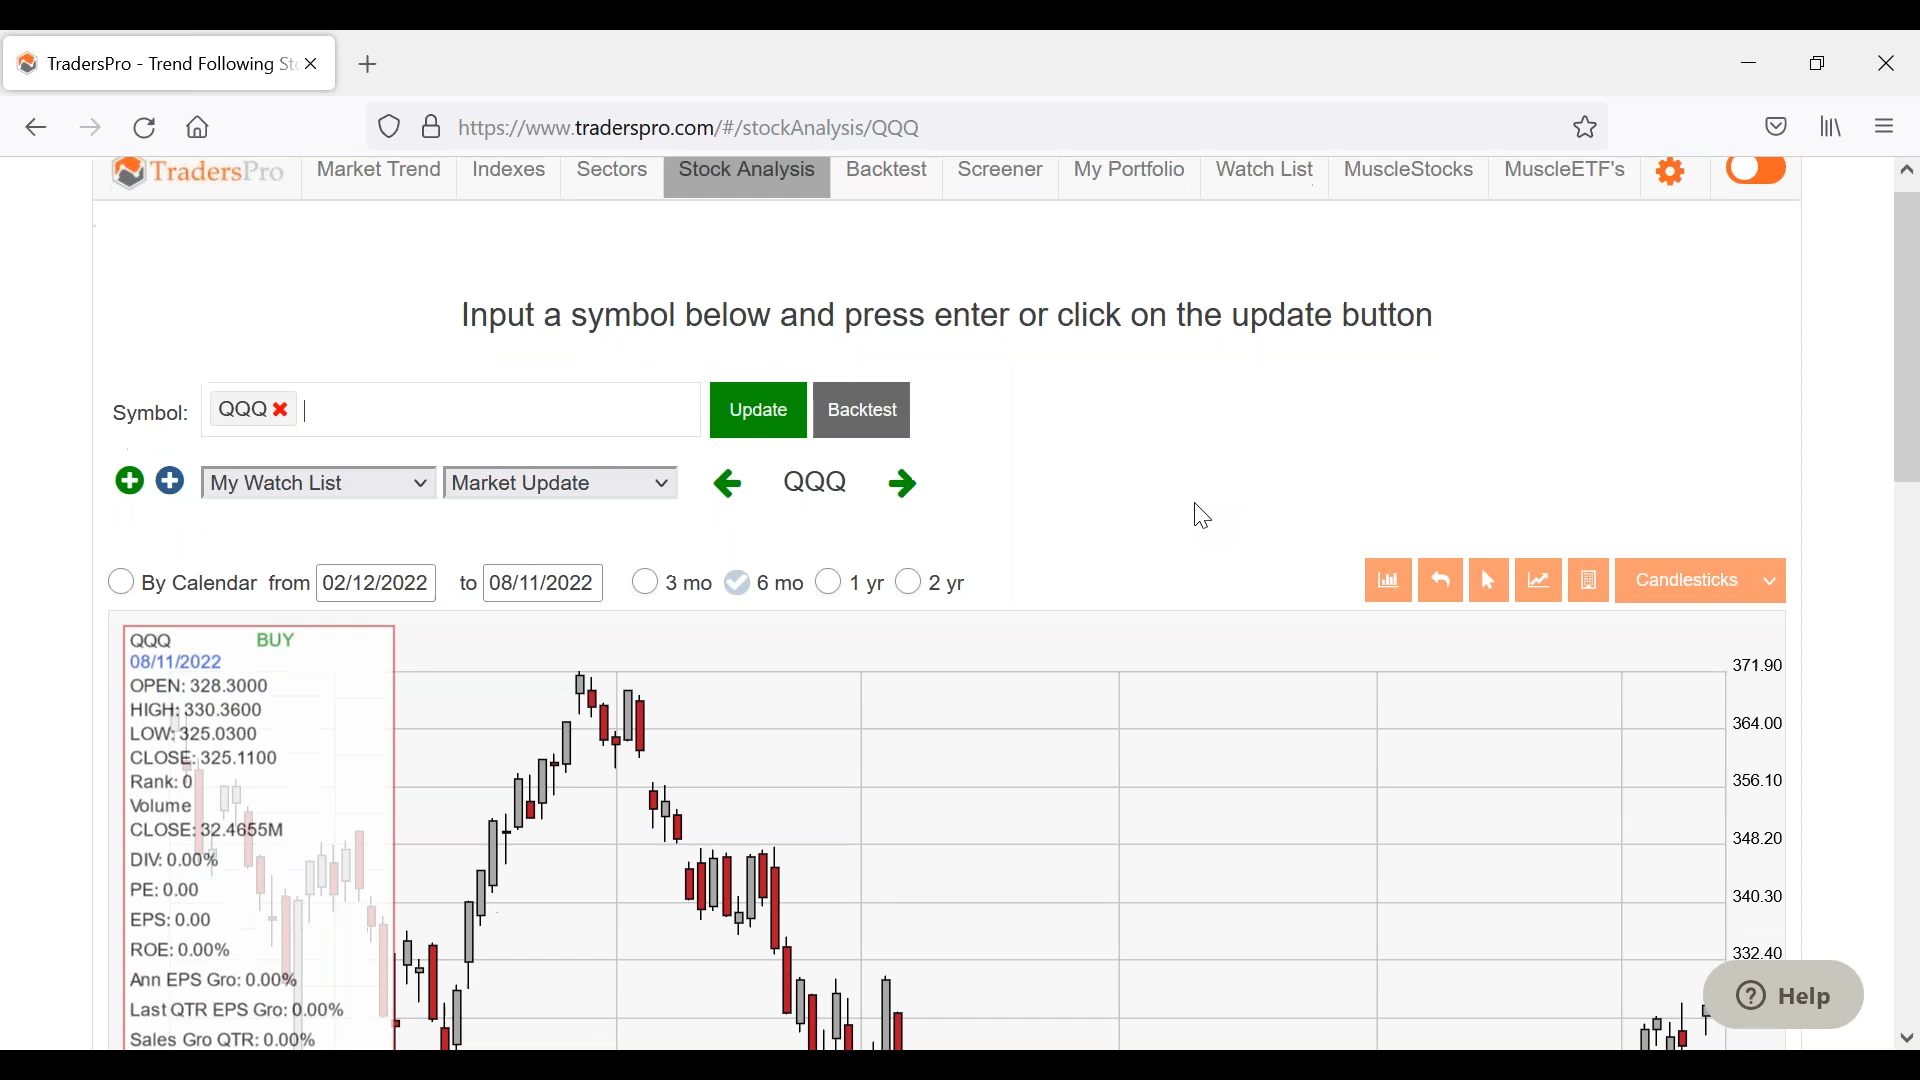 TradersPro - Trend Following Sto
https://www.traderspro.com/#/stockAnalysis/QQQ
TradersPro Market Trend Indexes Sectors Stock Analysis Backtest Screener My Portfolio Watch List MuscleStocks MuscleETF's
Input a symbol below and press enter or click on the update button
Symbol: QQQ Update Backtest
My Watch List Market Update QQQ
By Calendar from 02/12/2022 to 08/11/2022 3 mo 6 mo 1 yr 2 yr Candlesticks
QQQ BUY
08/11/2022
OPEN: 328.3000
HIGH: 330.3600
LOW: 325.0300
CLOSE: 325.1100
Rank: 0
Volume
CLOSE: 32.4655M
DIV: 0.00%
PE: 0.00
EPS: 0.00
ROE: 0.00%
Ann EPS Gro: 0.00%
Last QTR EPS Gro: 0.00%
Sales Gro QTR: 0.00%
371.90
364.00
356.10
348.20
340.30
332.40
Help